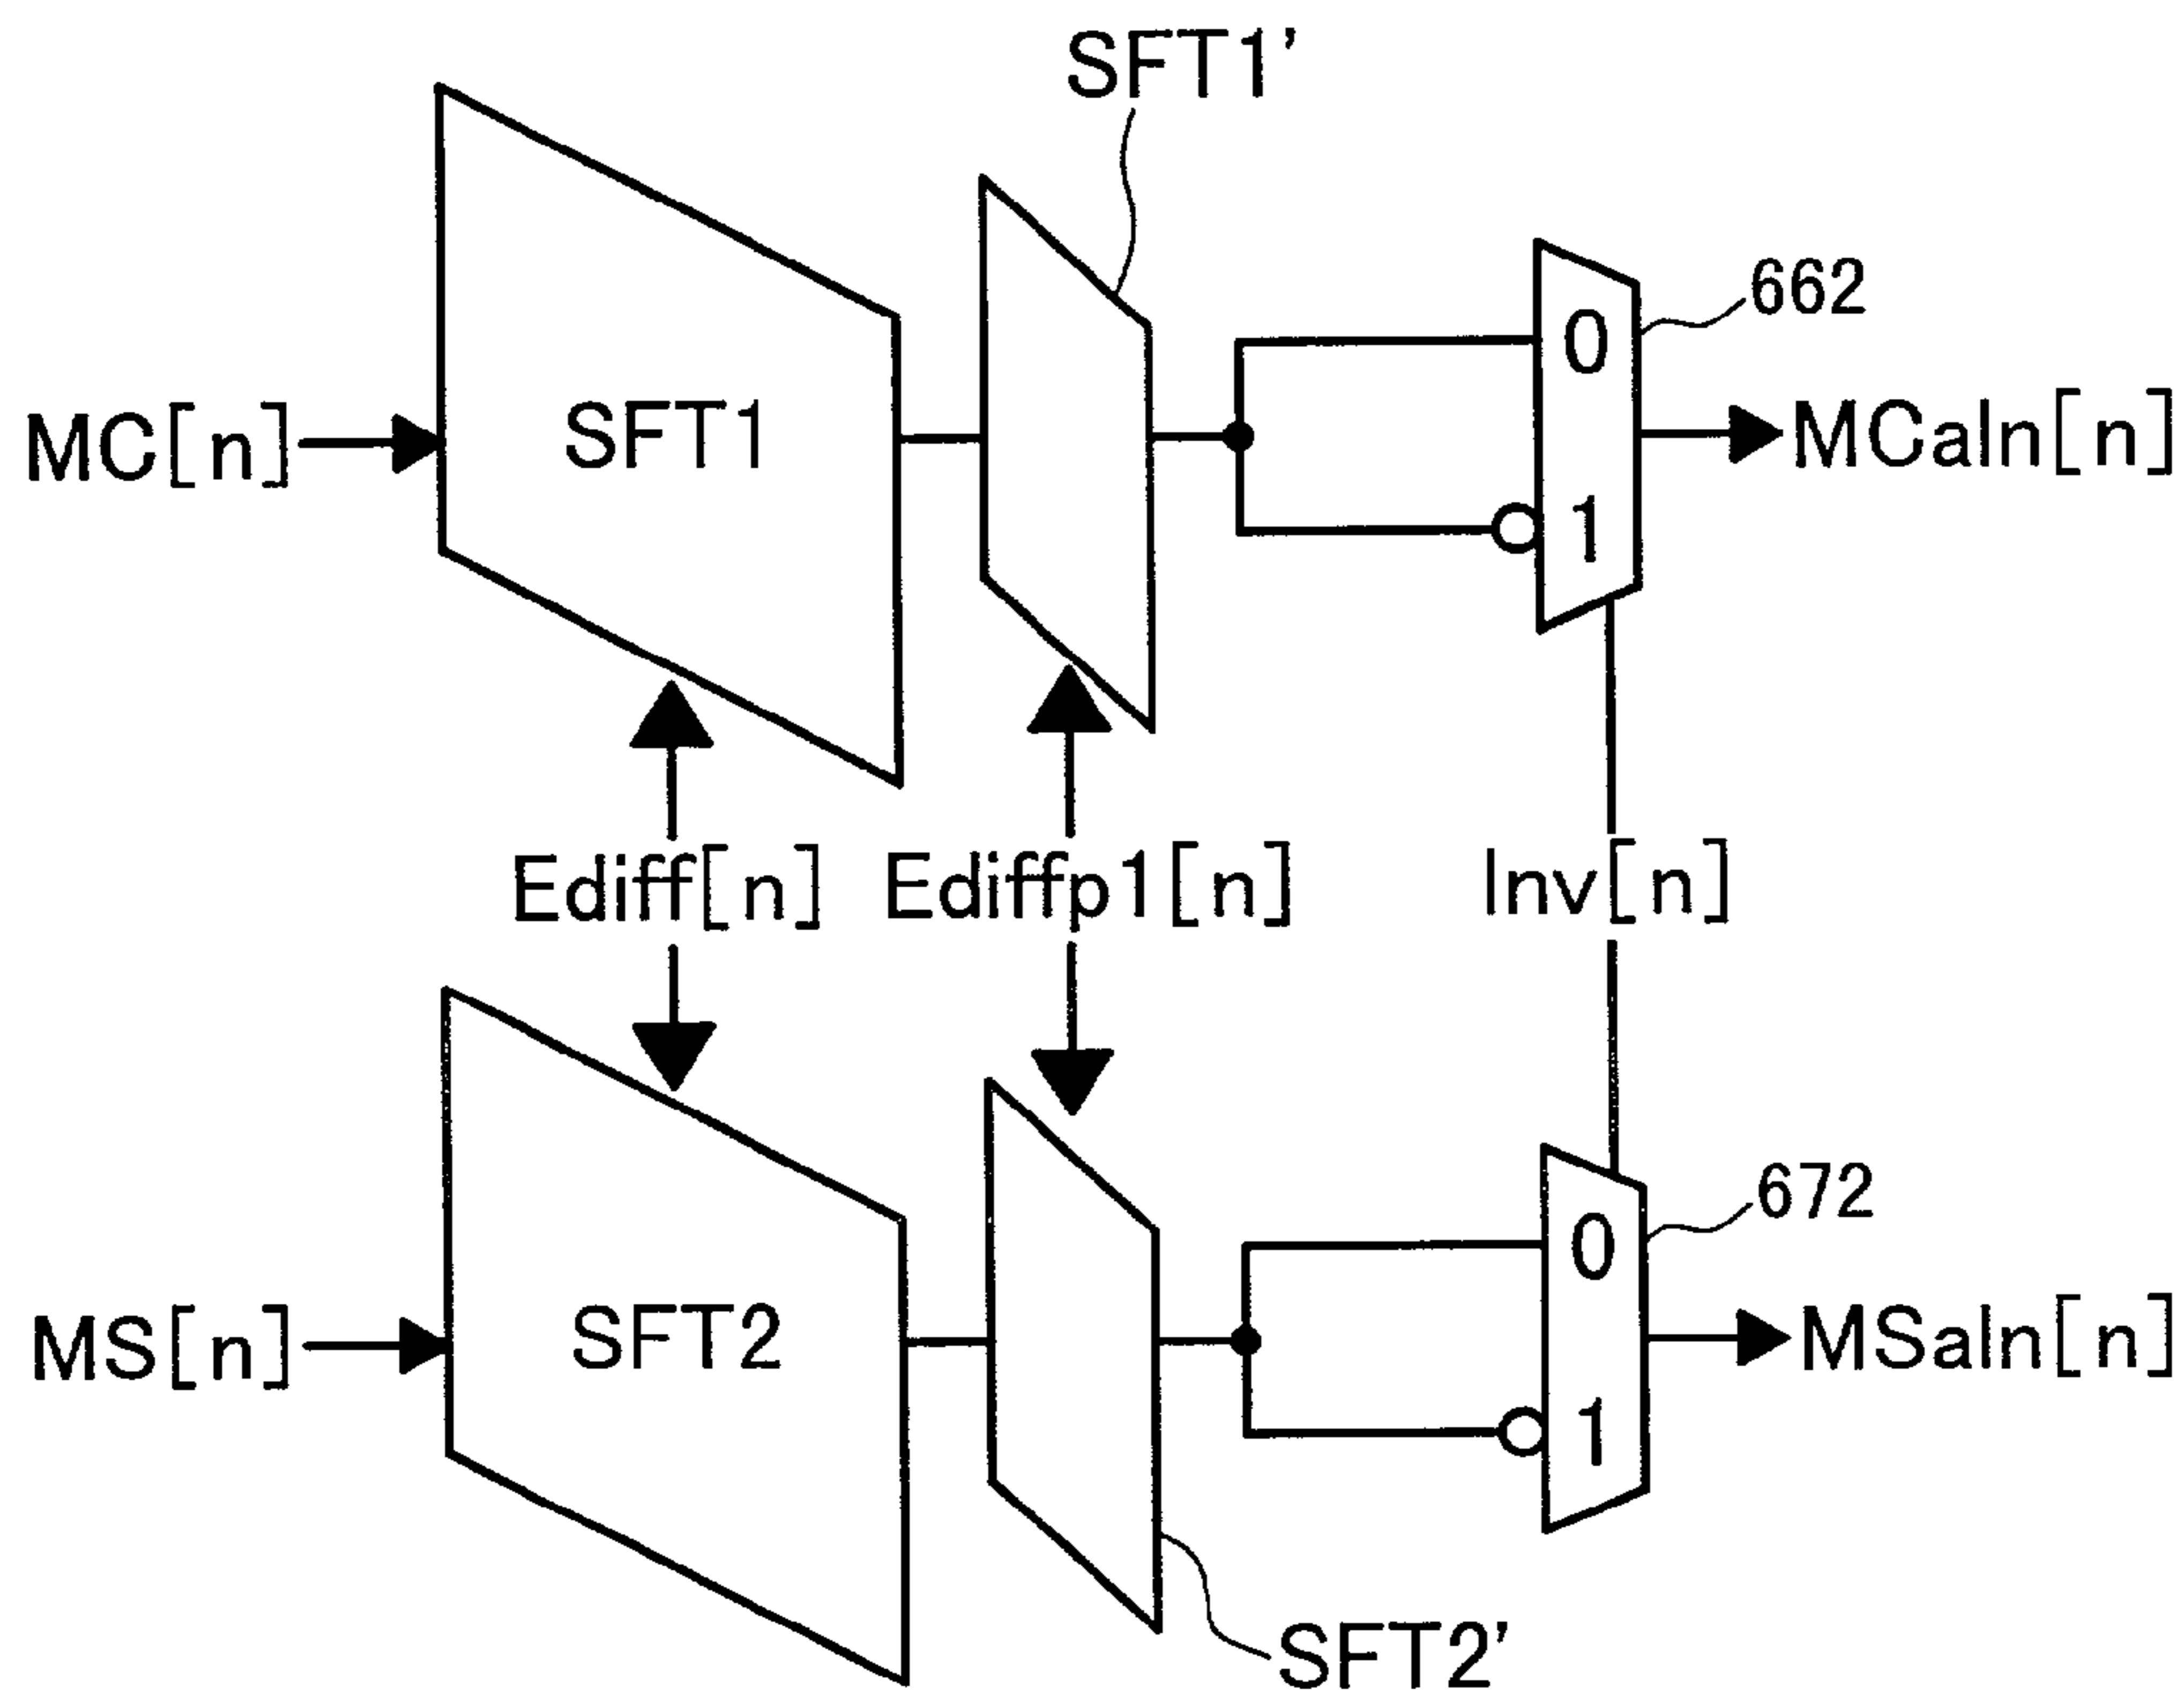 SFT1’
662
0
MC[n]
SFT1
MCaln[n]
1
Ediff[n]
Ediffp1[n]
Inv[n]
672
0
MS[n]
SFT2
MSaln[n]
1
SFT2’